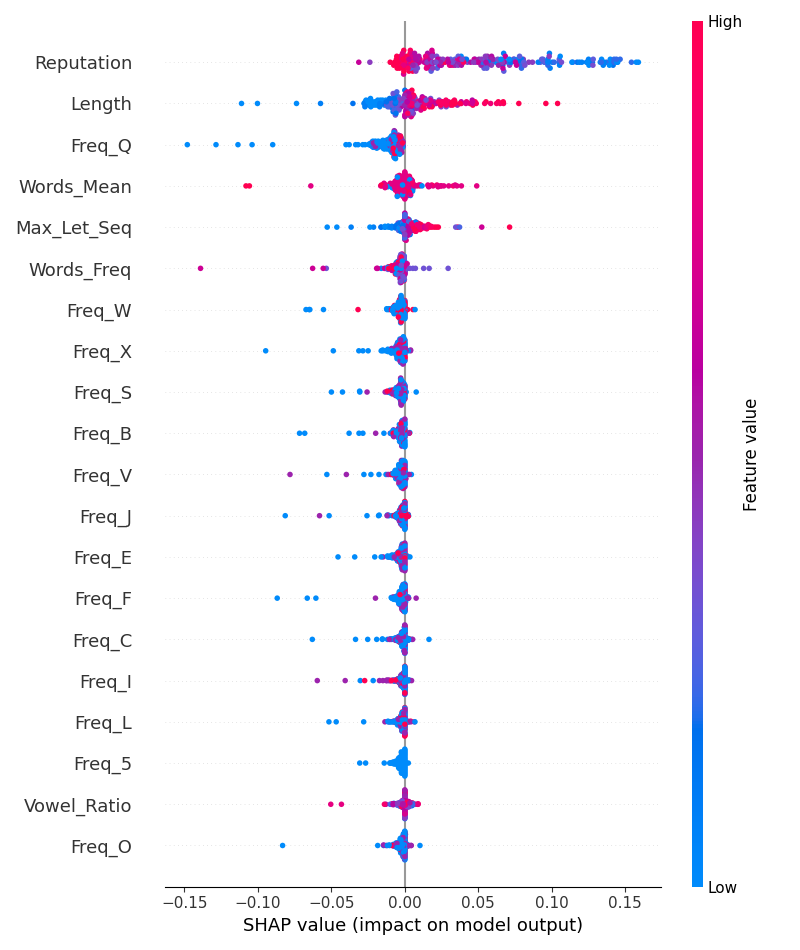 High
Reputation
Length
Freq_Q
Words_Mean
Max_Let_Seq
Words_Freq
Freq_W
Freq_X
Freq_S
Freq_B
Freq_V
Freq_J
Freq_E
Freq_F
Freq_C
Freq_I
Freq_L
Freq_5
Vowel_Ratio
Freq_O
Feature value
Low
−0.15 −0.10 −0.05 0.00 0.05 0.10 0.15
SHAP value (impact on model output)